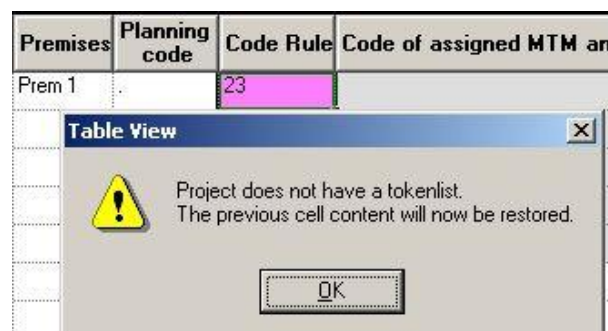 Premises Planning code Code Rule Code of assigned MTM an
Prem 1 . 23
Table View
Project does not have a tokenlist.
The previous cell content will now be restored.
OK